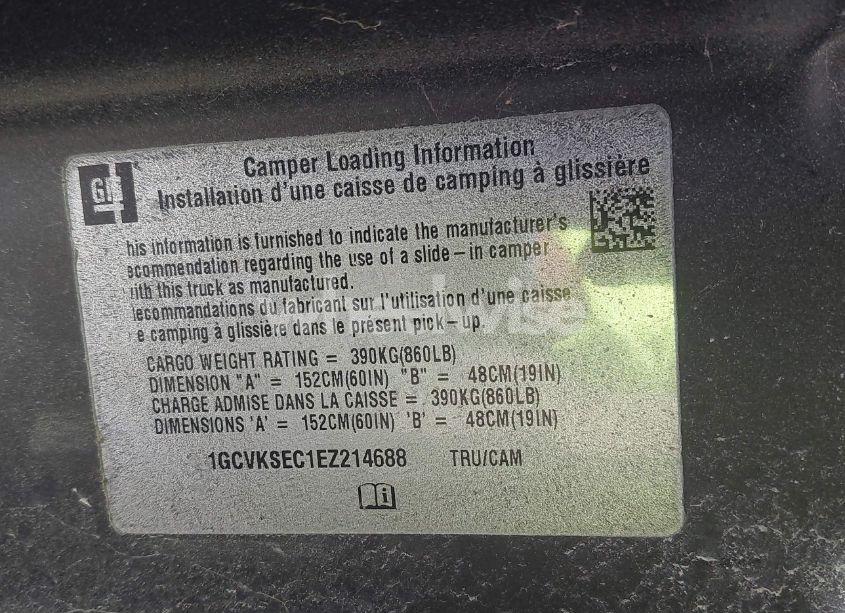 GM
Camper Loading Information
Installation d'une caisse de camping à glissière
his information is furnished to indicate the manufacturer's
ecommendation regarding the use of a slide-in camper
ith this truck as manufactured.
ecommandations du fabricant sur l'utilisation d'une caisse
e camping à glissière dans le présent pick-up.
CARGO WEIGHT RATING = 390KG(860LB)
DIMENSION "A" = 152CM(60IN) "B" = 48CM(19IN)
CHARGE ADMISE DANS LA CAISSE = 390KG(860LB)
DIMENSIONS 'A' = 152CM(60IN) 'B' = 48CM(19IN)
1GCVKSEC1EZ214688 TRU/CAM
i